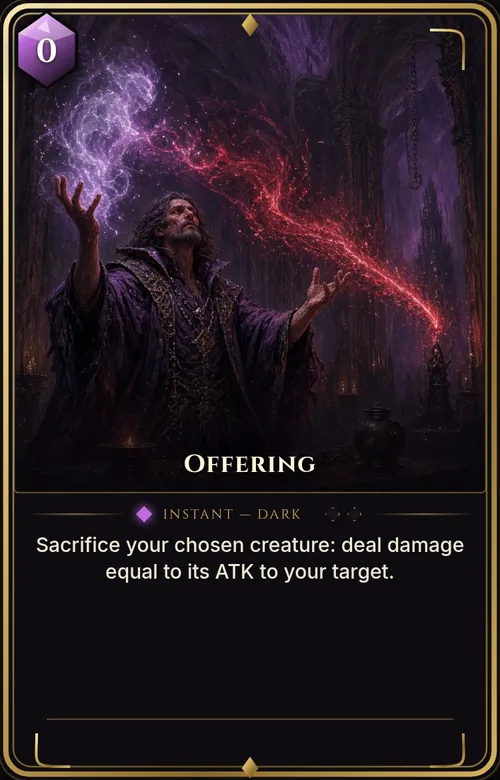 0
OFFERING
INSTANT — DARK
Sacrifice your chosen creature: deal damage
equal to its ATK to your target.